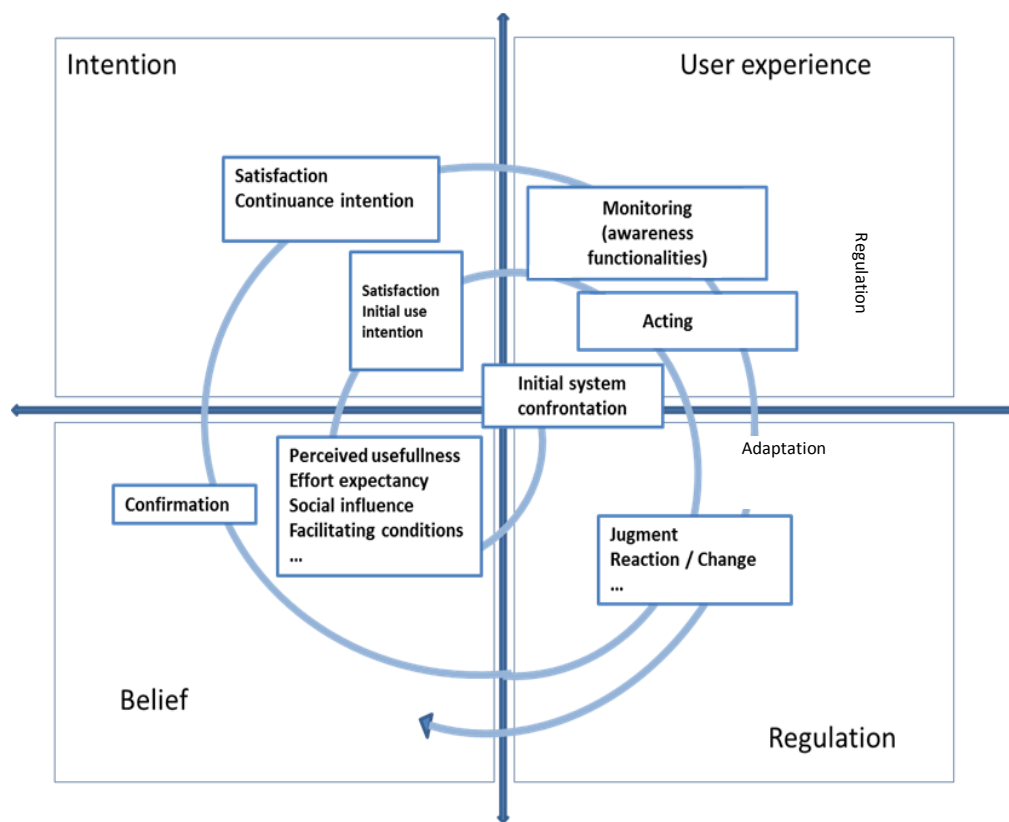 Intention
User experience
Satisfaction
Continuance intention
Monitoring
(awareness
functionalities)
Regulation
Satisfaction
Initial use
intention
Acting
Initial system
confrontation
Perceived usefullness
Effort expectancy
Social influence
Facilitating conditions
...
Adaptation
Confirmation
Jugment
Reaction / Change
...
Belief
Regulation